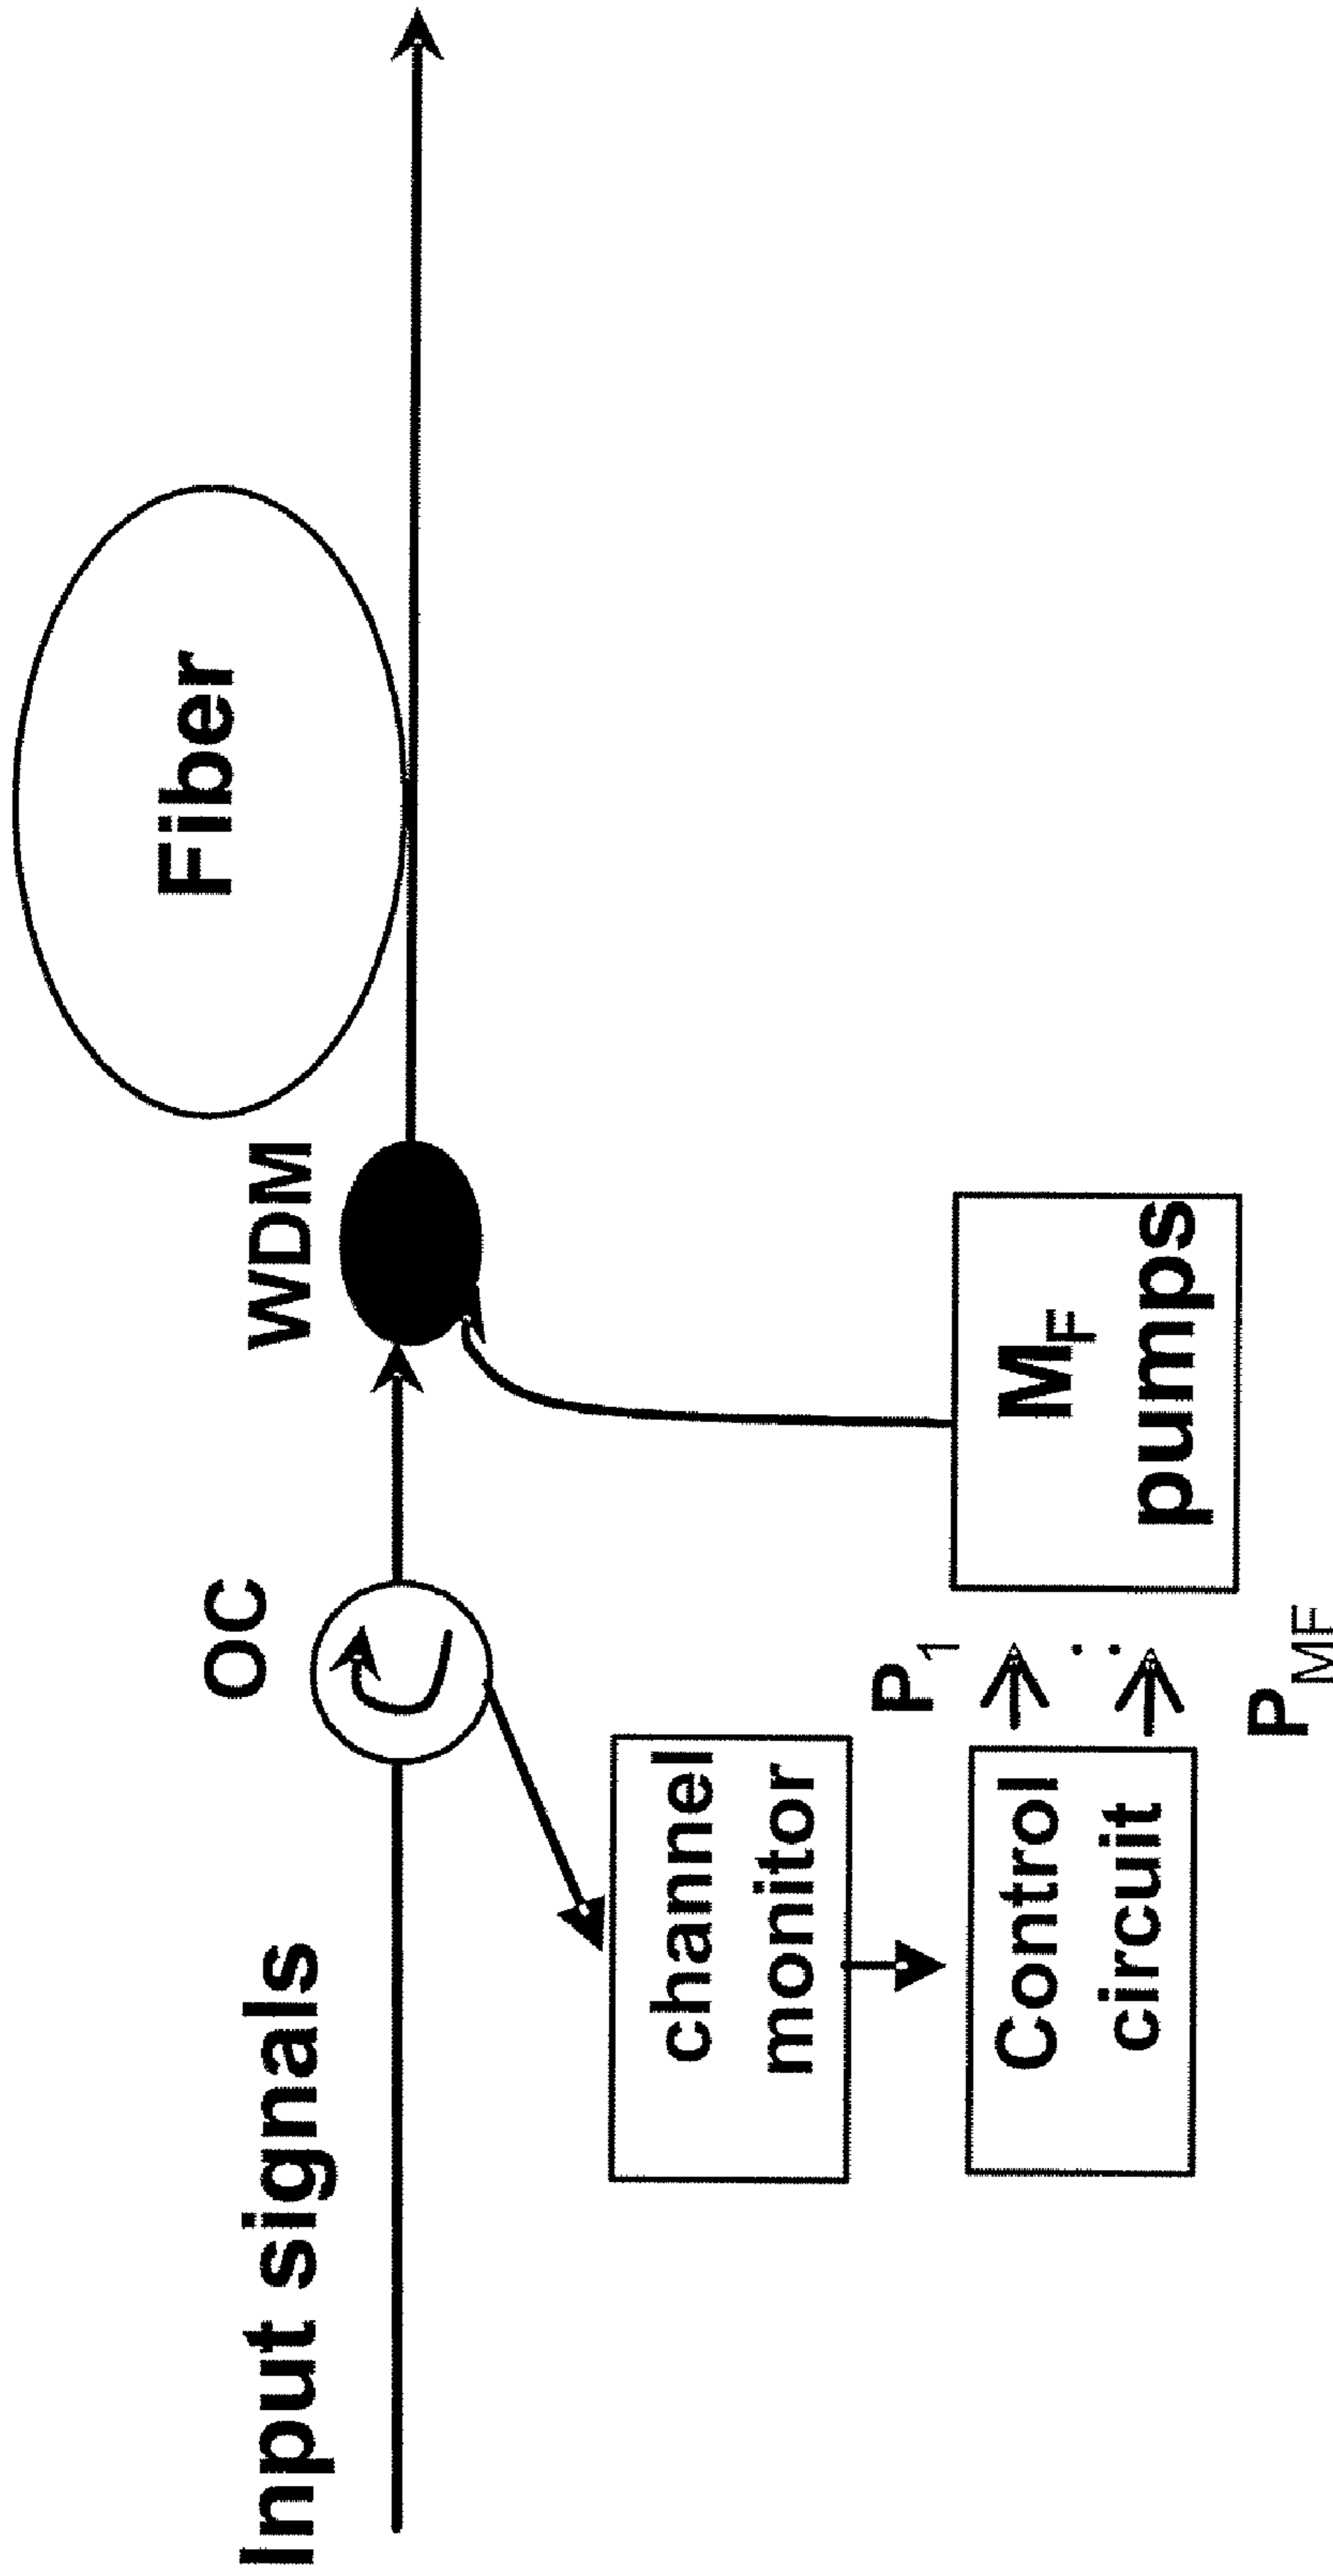 Input signals
OC
WDM
Fiber
channel
monitor
Control
circuit
P1
PMF
MF
pumps